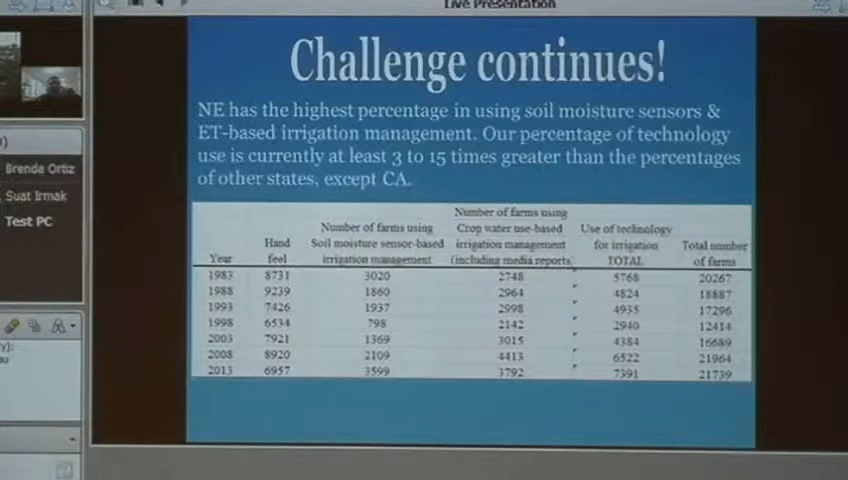 Live Presentation
Challenge continues!
NE has the highest percentage in using soil moisture sensors &
ET-based irrigation management. Our percentage of technology
use is currently at least 3 to 15 times greater than the percentages
of other states, except CA.
Brenda Ortiz
Suat Irmak
Test PC
Year Hand feel Number of farms using Soil moisture sensor-based irrigation management Number of farms using Crop water use-based irrigation management (including media reports) Use of technology for irrigation TOTAL Total number of farms
1983 8731 3020 2748 5768 20267
1988 9239 1860 2964 4824 18887
1993 7426 1937 2998 4935 17296
1998 6534 798 2142 2940 12414
2003 7921 1369 3015 4384 16689
2008 8920 2109 4413 6522 21964
2013 6957 3599 3792 7391 21739